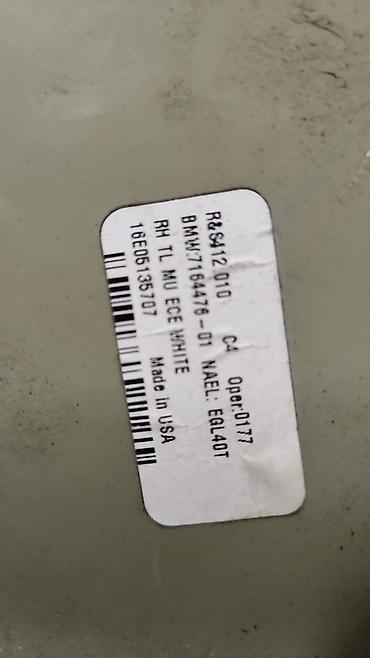 R&S412.010 C4 Oper:0177
BMW:7164476-01 NAEL: EGL40T
RH TL MU ECE WHITE
16E05135707 Made in USA